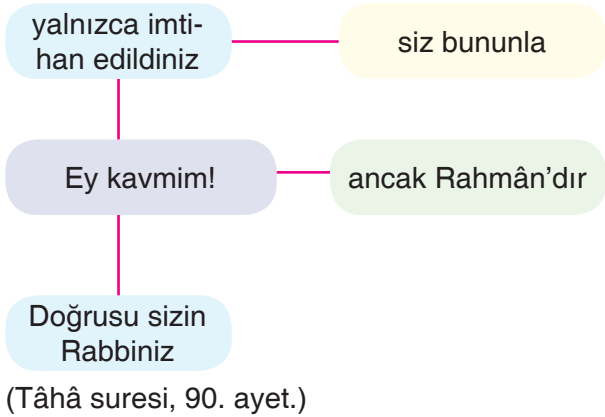 yalnızca imti-
han edildiniz
siz bununla
Ey kavmim!
ancak Rahmân’dır
Doğrusu sizin
Rabbiniz
(Tâhâ suresi, 90. ayet.)